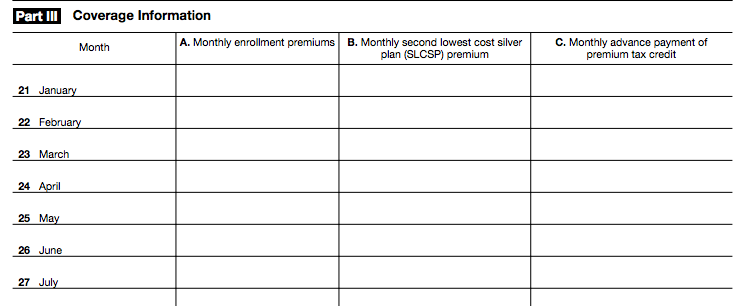 Part III Coverage Information
Month
A. Monthly enrollment premiums
B. Monthly second lowest cost silver
plan (SLCSP) premium
C. Monthly advance payment of
premium tax credit
21 January
22 February
23 March
24 April
25 May
26 June
27 July